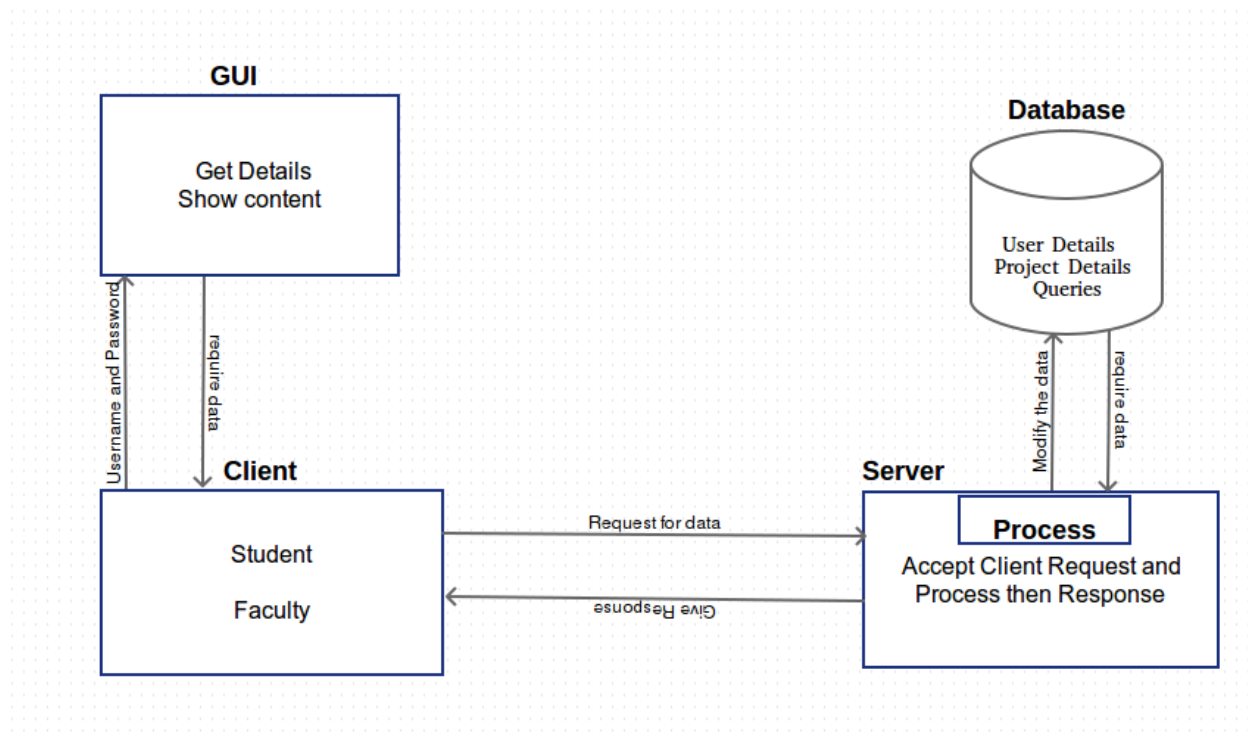 GUI
Get Details
Show content
Database
User Details
Project Details
Queries
Username and Password
require data
Modify the data
require data
Client
Student
Faculty
Request for data
Give Response
Server
Process
Accept Client Request and
Process then Response